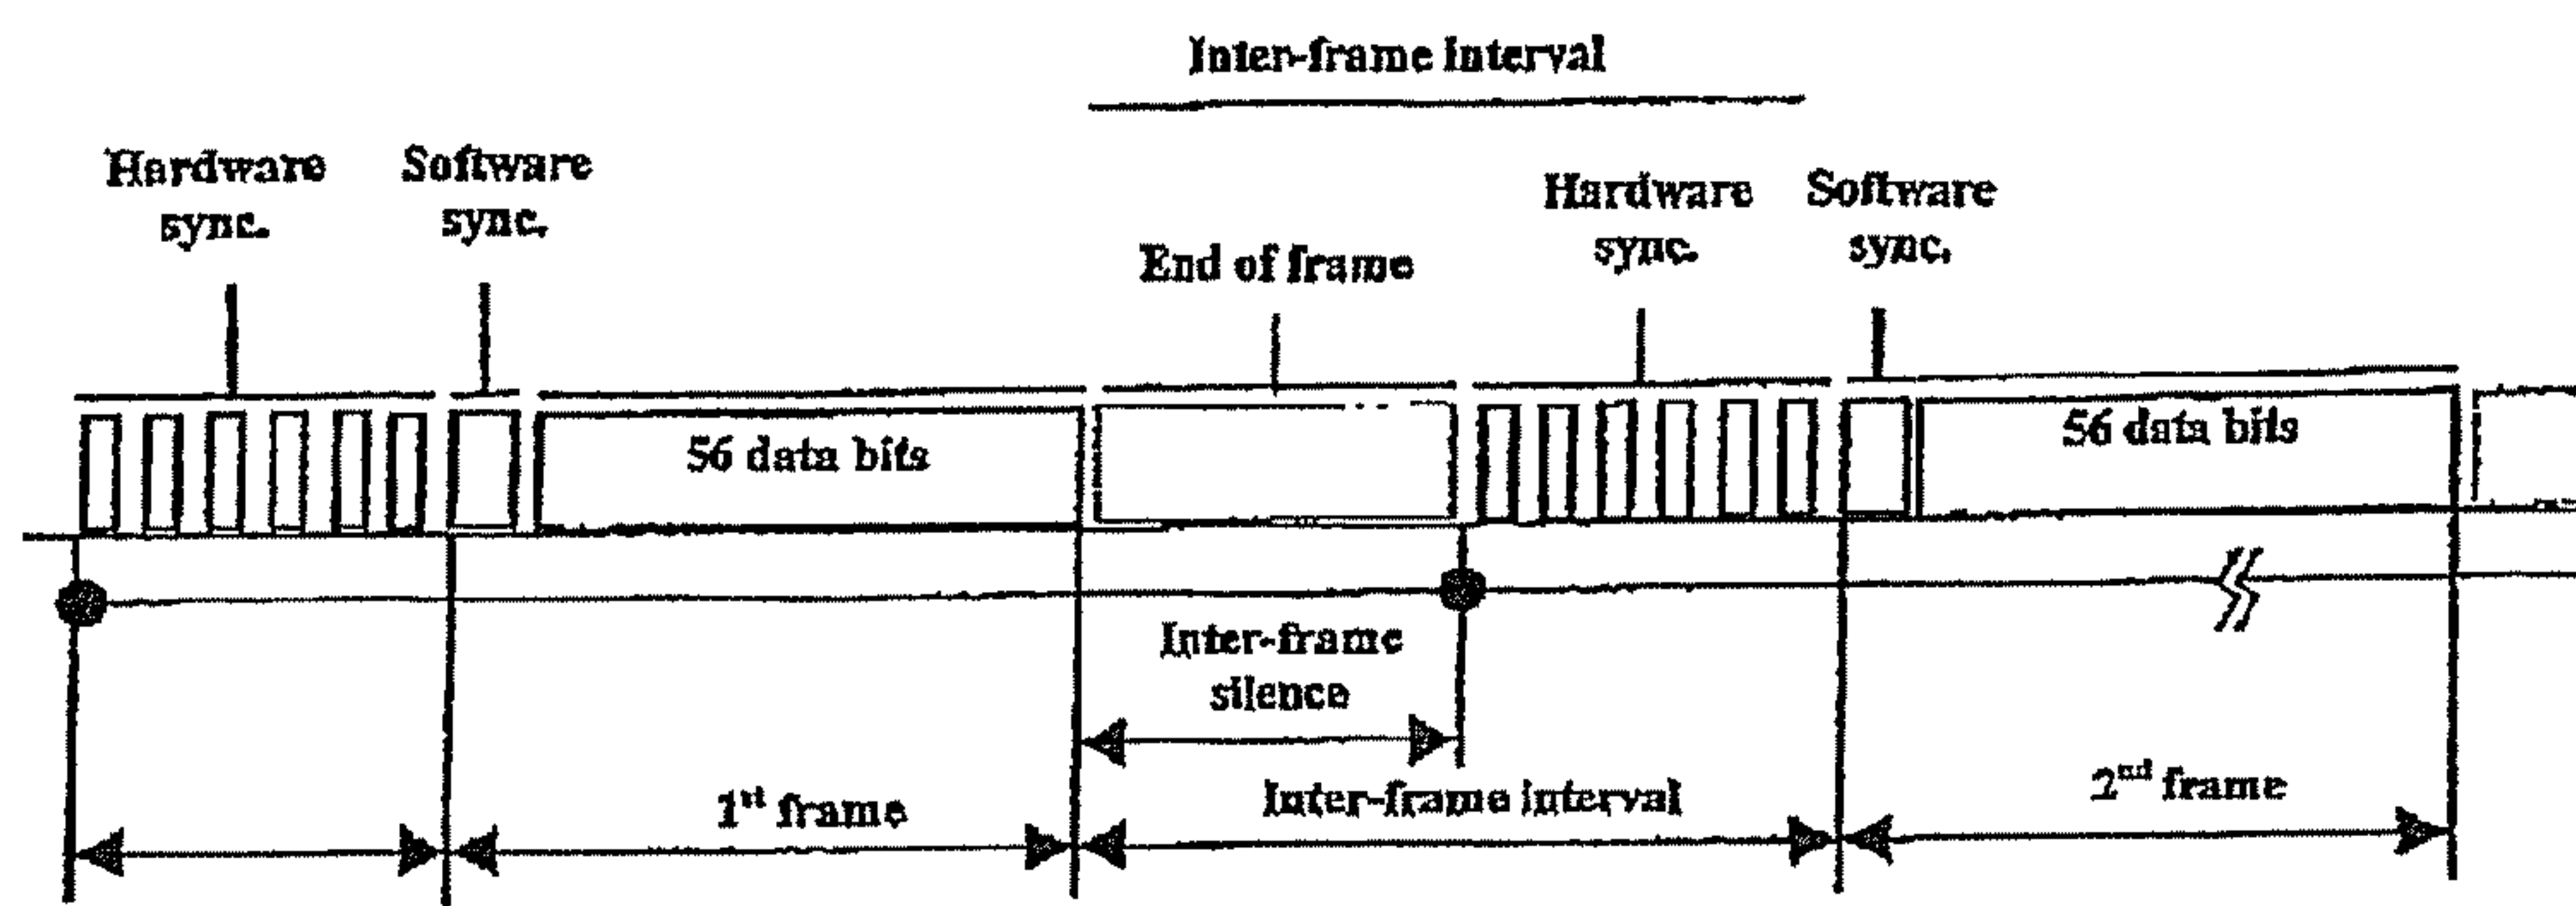 Inter-frame interval
Hardware
sync.
Software
sync.
Hardware
sync.
Software
sync.
End of frame
56 data bits
56 data bits
Inter-frame
silence
1st frame
Inter-frame interval
2nd frame